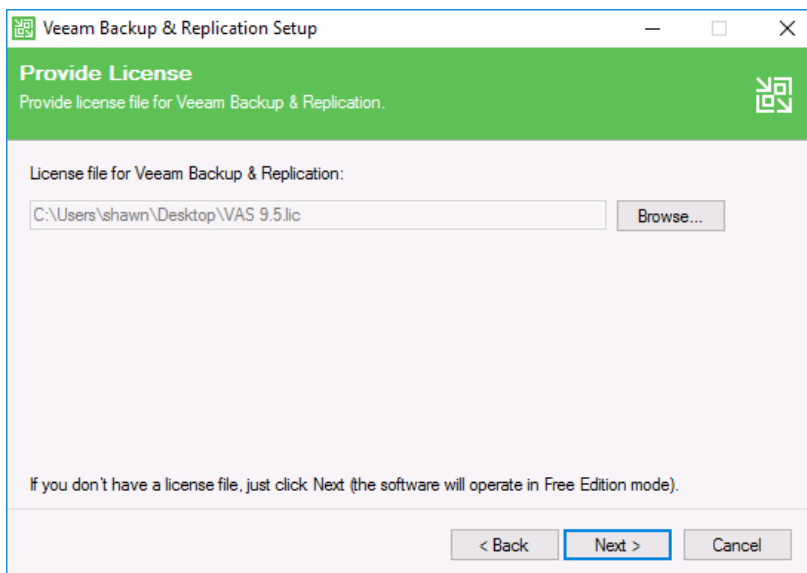 Veeam Backup & Replication Setup
Provide License
Provide license file for Veeam Backup & Replication.
License file for Veeam Backup & Replication:
C:\Users\shawn\Desktop\VAS 9.5.lic
Browse...
If you don't have a license file, just click Next (the software will operate in Free Edition mode).
< Back
Next >
Cancel